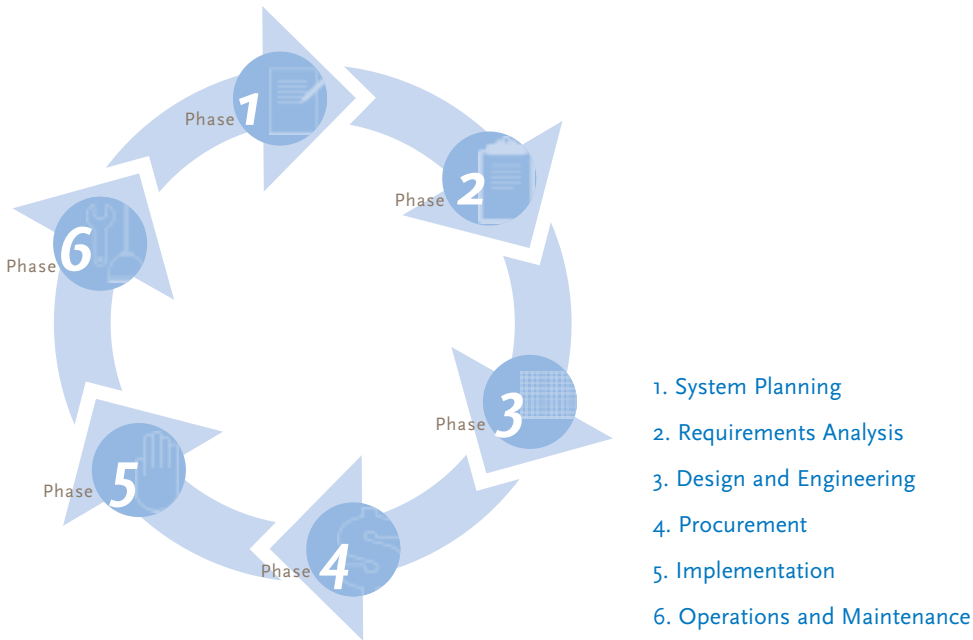 Phase 1
Phase 2
Phase 3
Phase 4
Phase 5
Phase 6
1. System Planning
2. Requirements Analysis
3. Design and Engineering
4. Procurement
5. Implementation
6. Operations and Maintenance